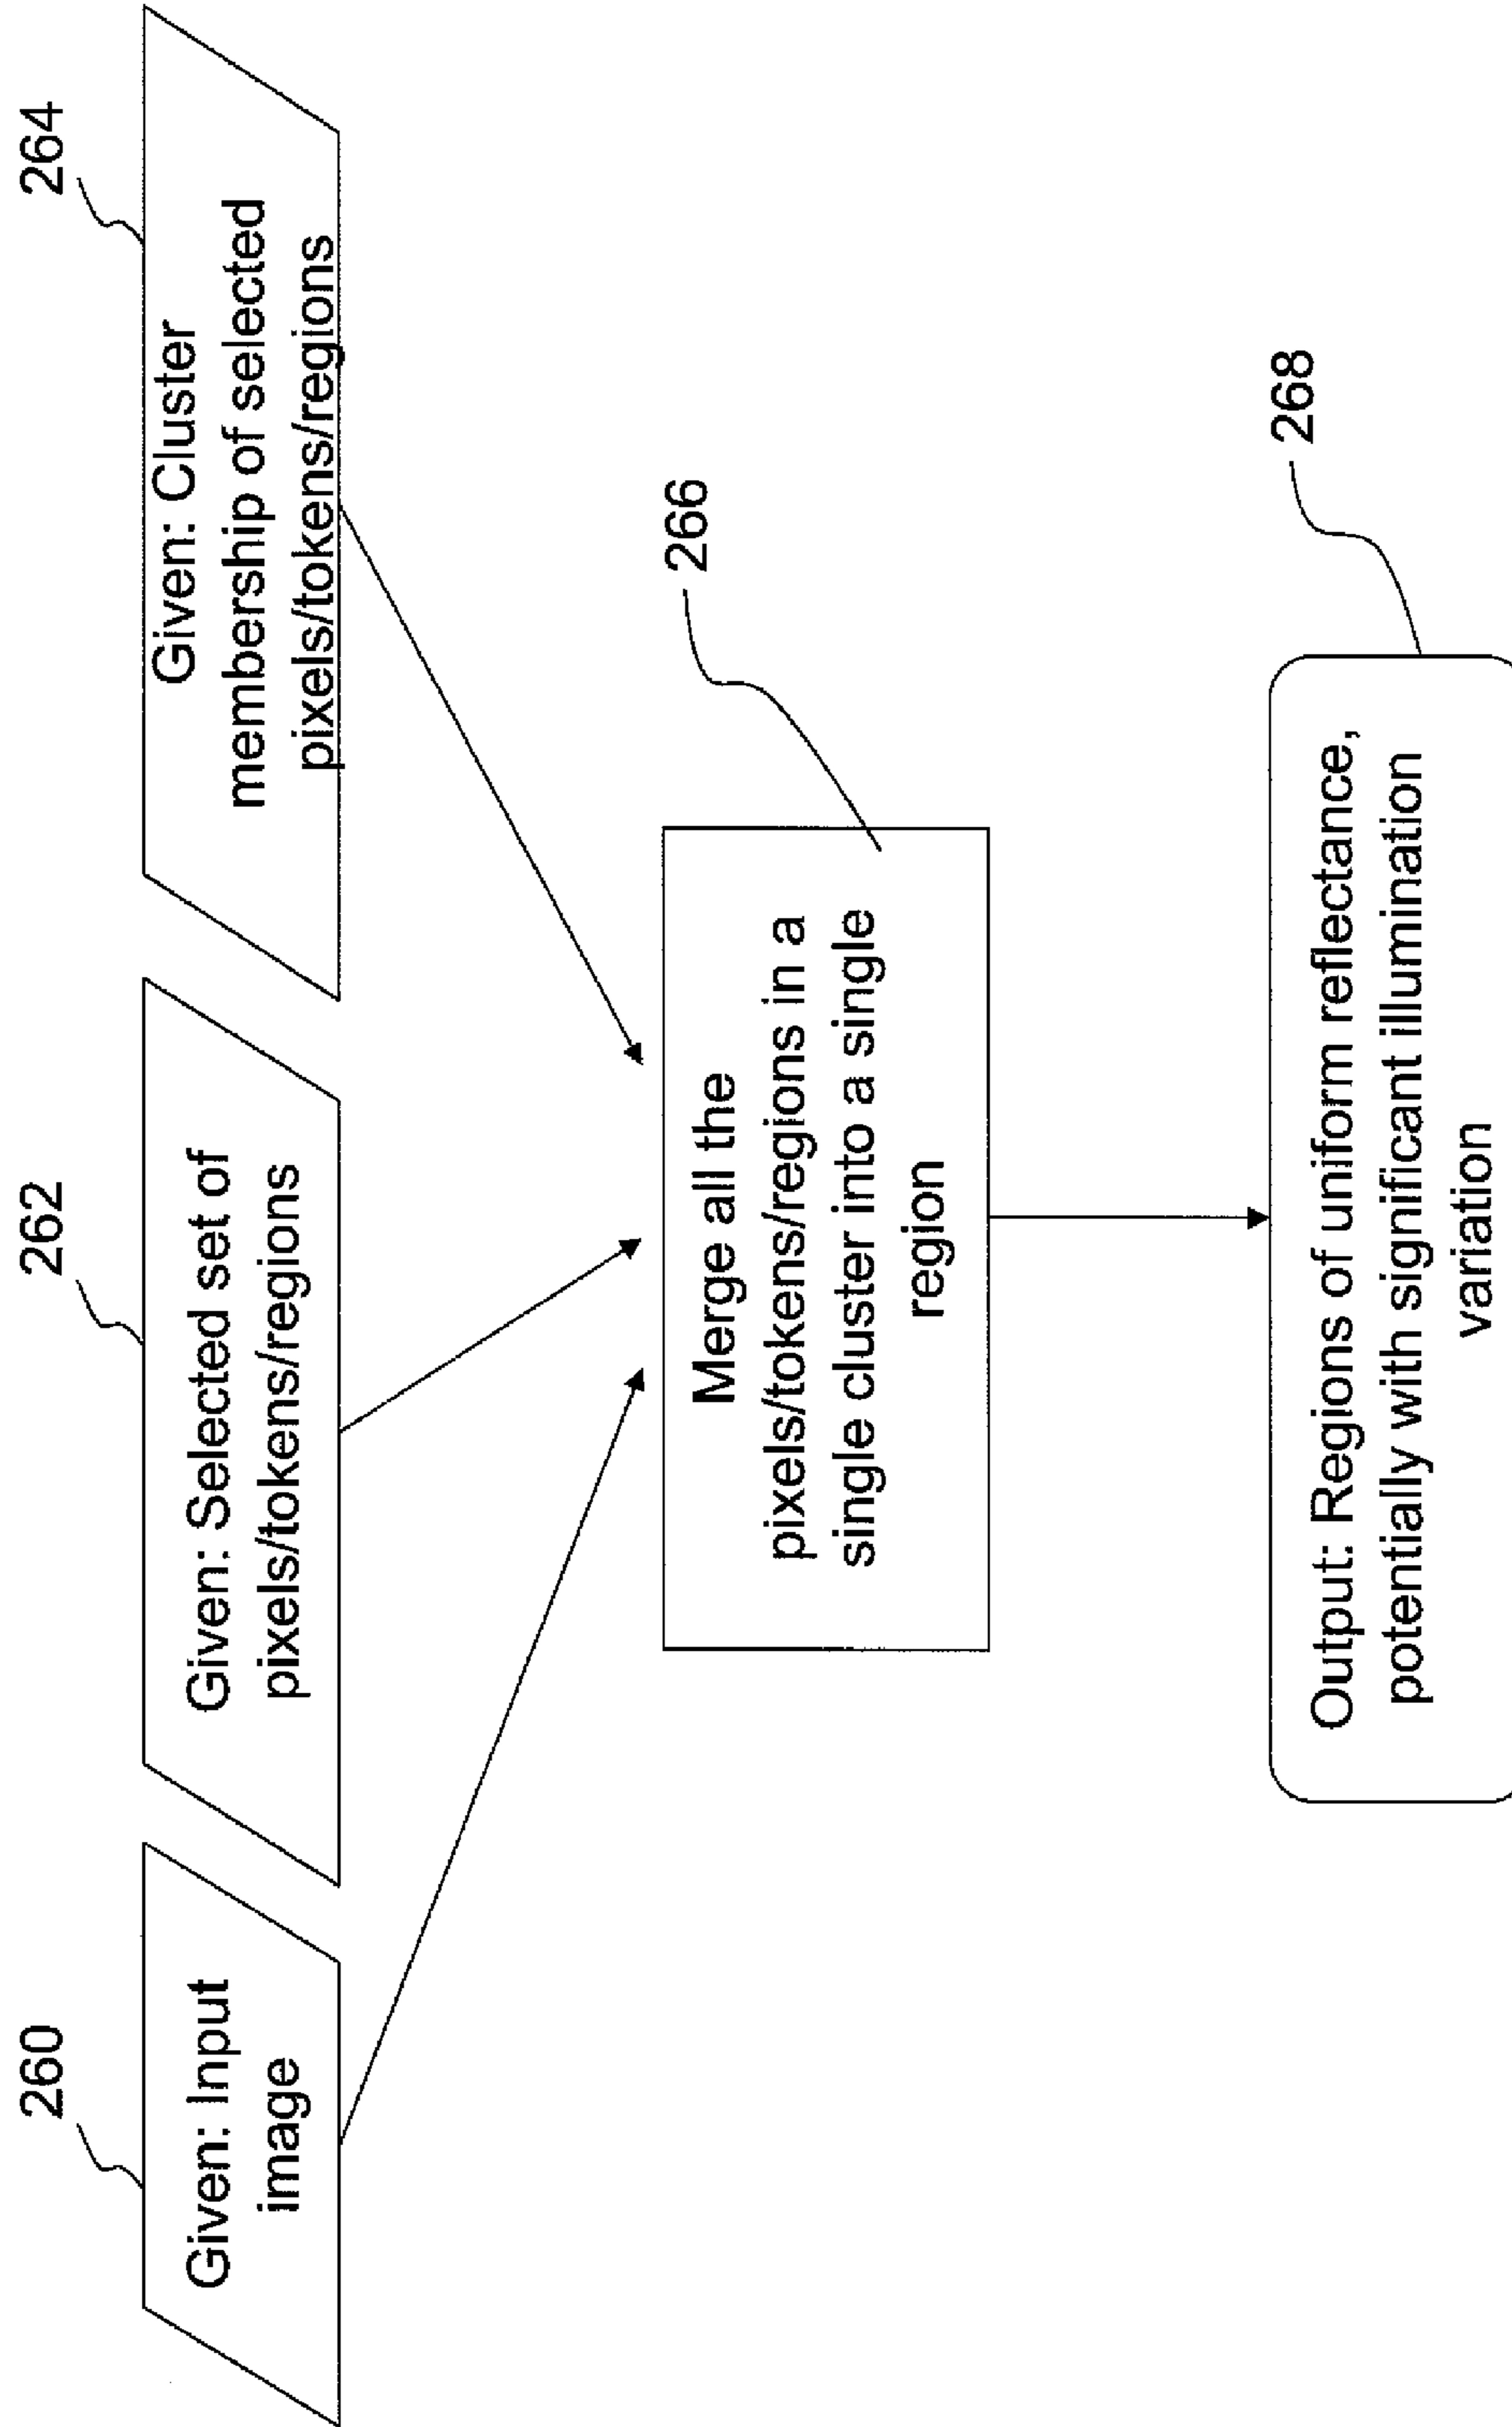 260
Given: Input
image
262
Given: Selected set of
pixels/tokens/regions
264
Given: Cluster
membership of selected
pixels/tokens/regions
266
Merge all the
pixels/tokens/regions in a
single cluster into a single
region
268
Output: Regions of uniform reflectance,
potentially with significant illumination
variation